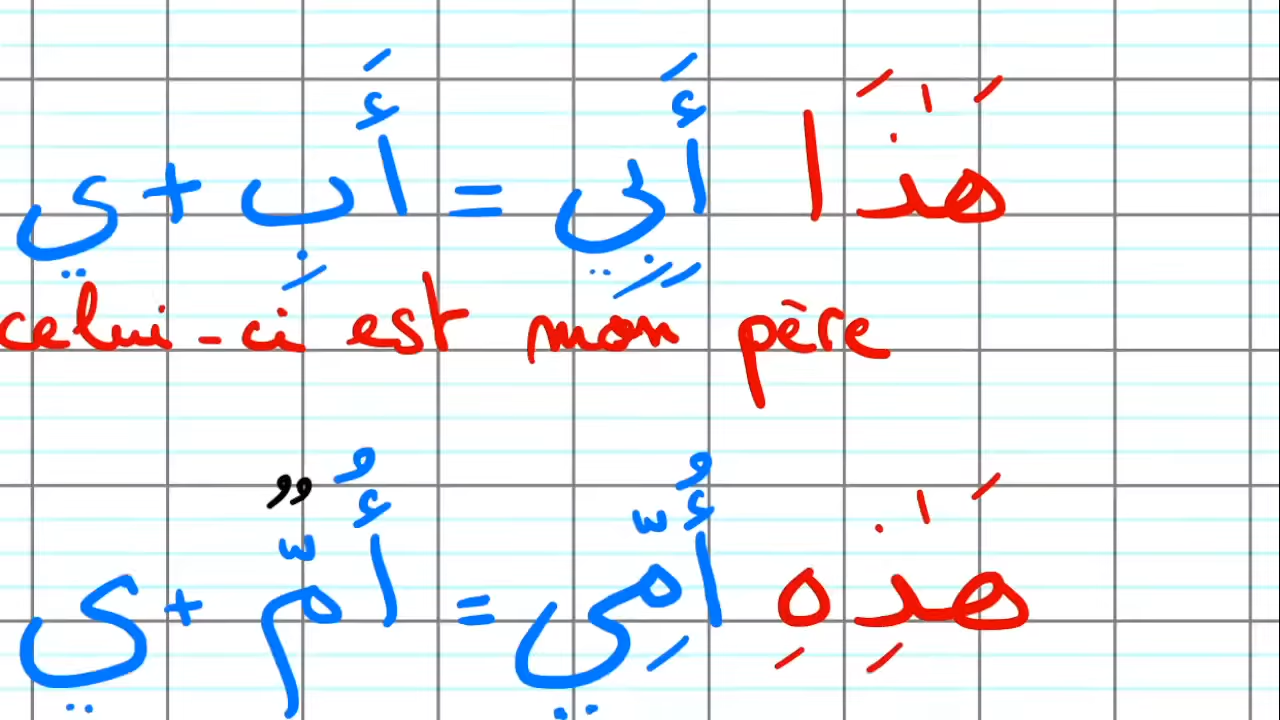 هَـٰذَا أَبِي = أَبِ + ي
celui-ci est mon père
هَـٰذِهِ أُمِّي = أُمٌّ + ي